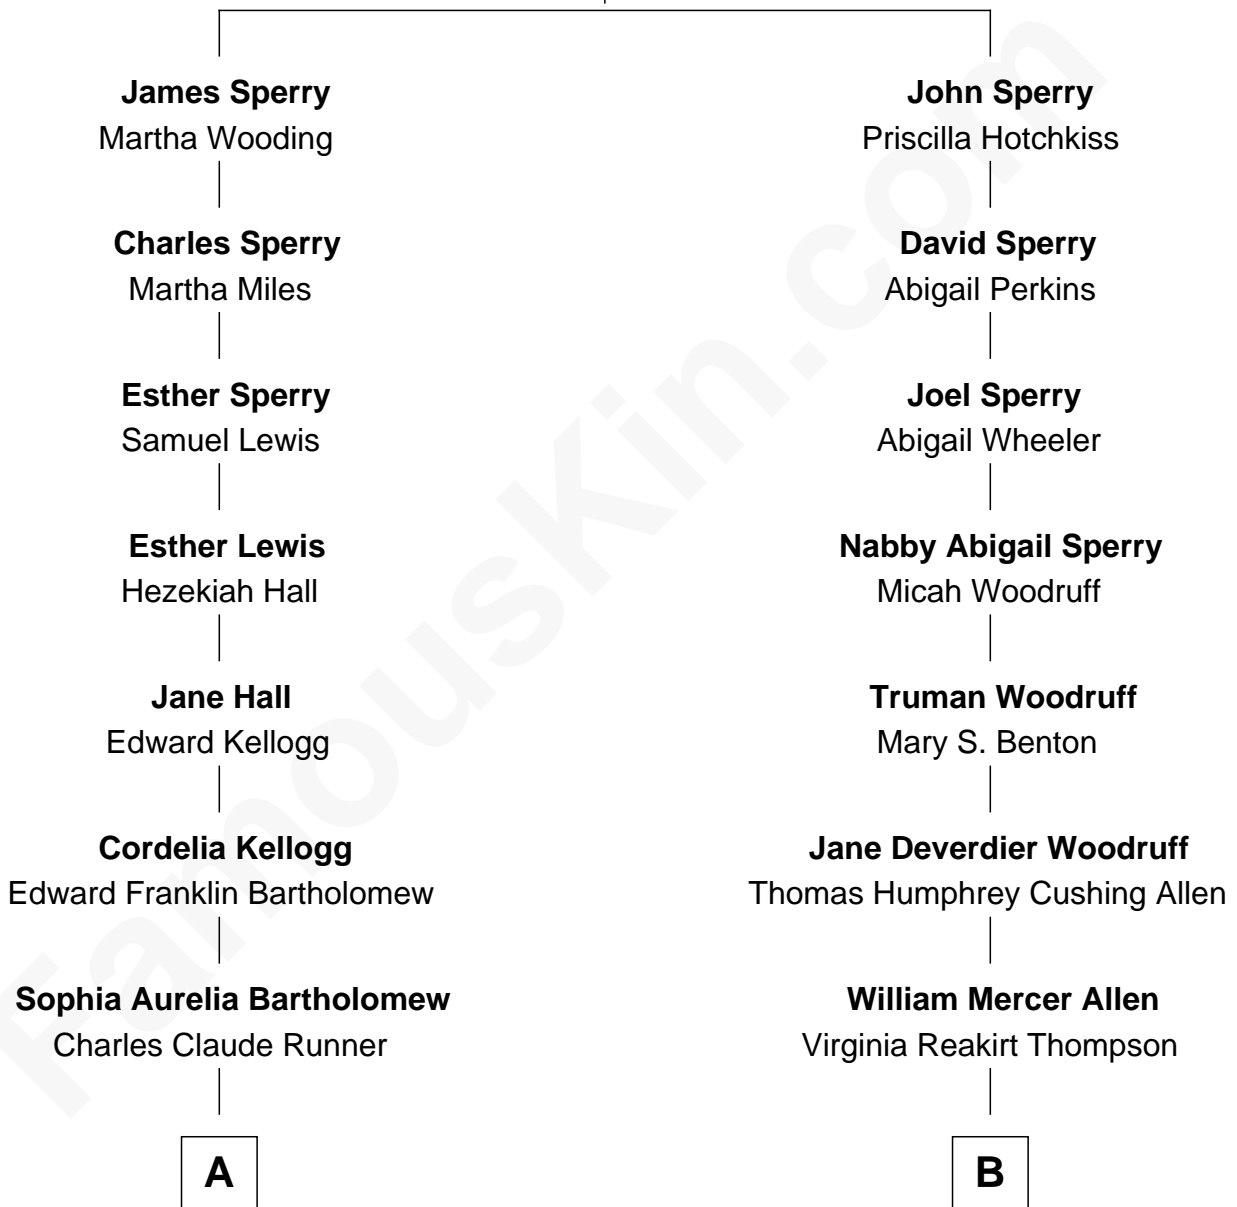 James Sperry
Martha Wooding
Charles Sperry
Martha Miles
Esther Sperry
Samuel Lewis
Esther Lewis
Hezekiah Hall
Jane Hall
Edward Kellogg
Cordelia Kellogg
Edward Franklin Bartholomew
Sophia Aurelia Bartholomew
Charles Claude Runner
A
John Sperry
Priscilla Hotchkiss
David Sperry
Abigail Perkins
Joel Sperry
Abigail Wheeler
Nabby Abigail Sperry
Micah Woodruff
Truman Woodruff
Mary S. Benton
Jane Deverdier Woodruff
Thomas Humphrey Cushing Allen
William Mercer Allen
Virginia Reakirt Thompson
B
FamousKin.com